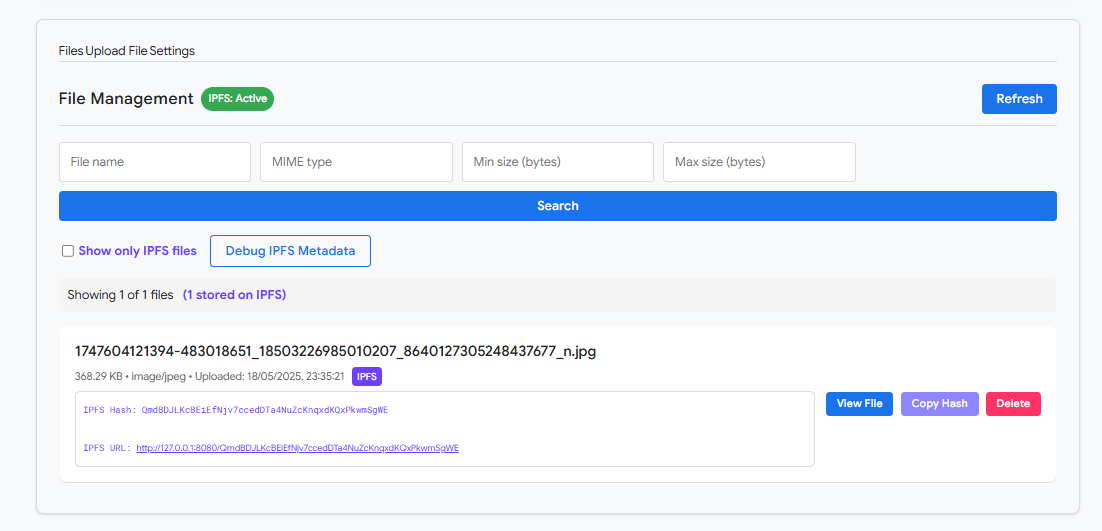 Files Upload File Settings
File Management IPFS: Active Refresh
File name MIME type Min size (bytes) Max size (bytes)
Search
Show only IPFS files Debug IPFS Metadata
Showing 1 of 1 files (1 stored on IPFS)
1747604121394-483018651_18503226985010207_8640127305248437677_n.jpg
368.29 KB • image/jpeg • Uploaded: 18/05/2025, 23:35:21 IPFS
IPFS Hash: QmdBDJLKcBEiEfNjv7ccedDTa4NuZcKnqxdKQxPkwmSgWE View File Copy Hash Delete
IPFS URL: http://127.0.0.1:8080/QmdBDJLKcBEiEfNjv7ccedDTa4NuZcKnqxdKQxPkwmSgWE